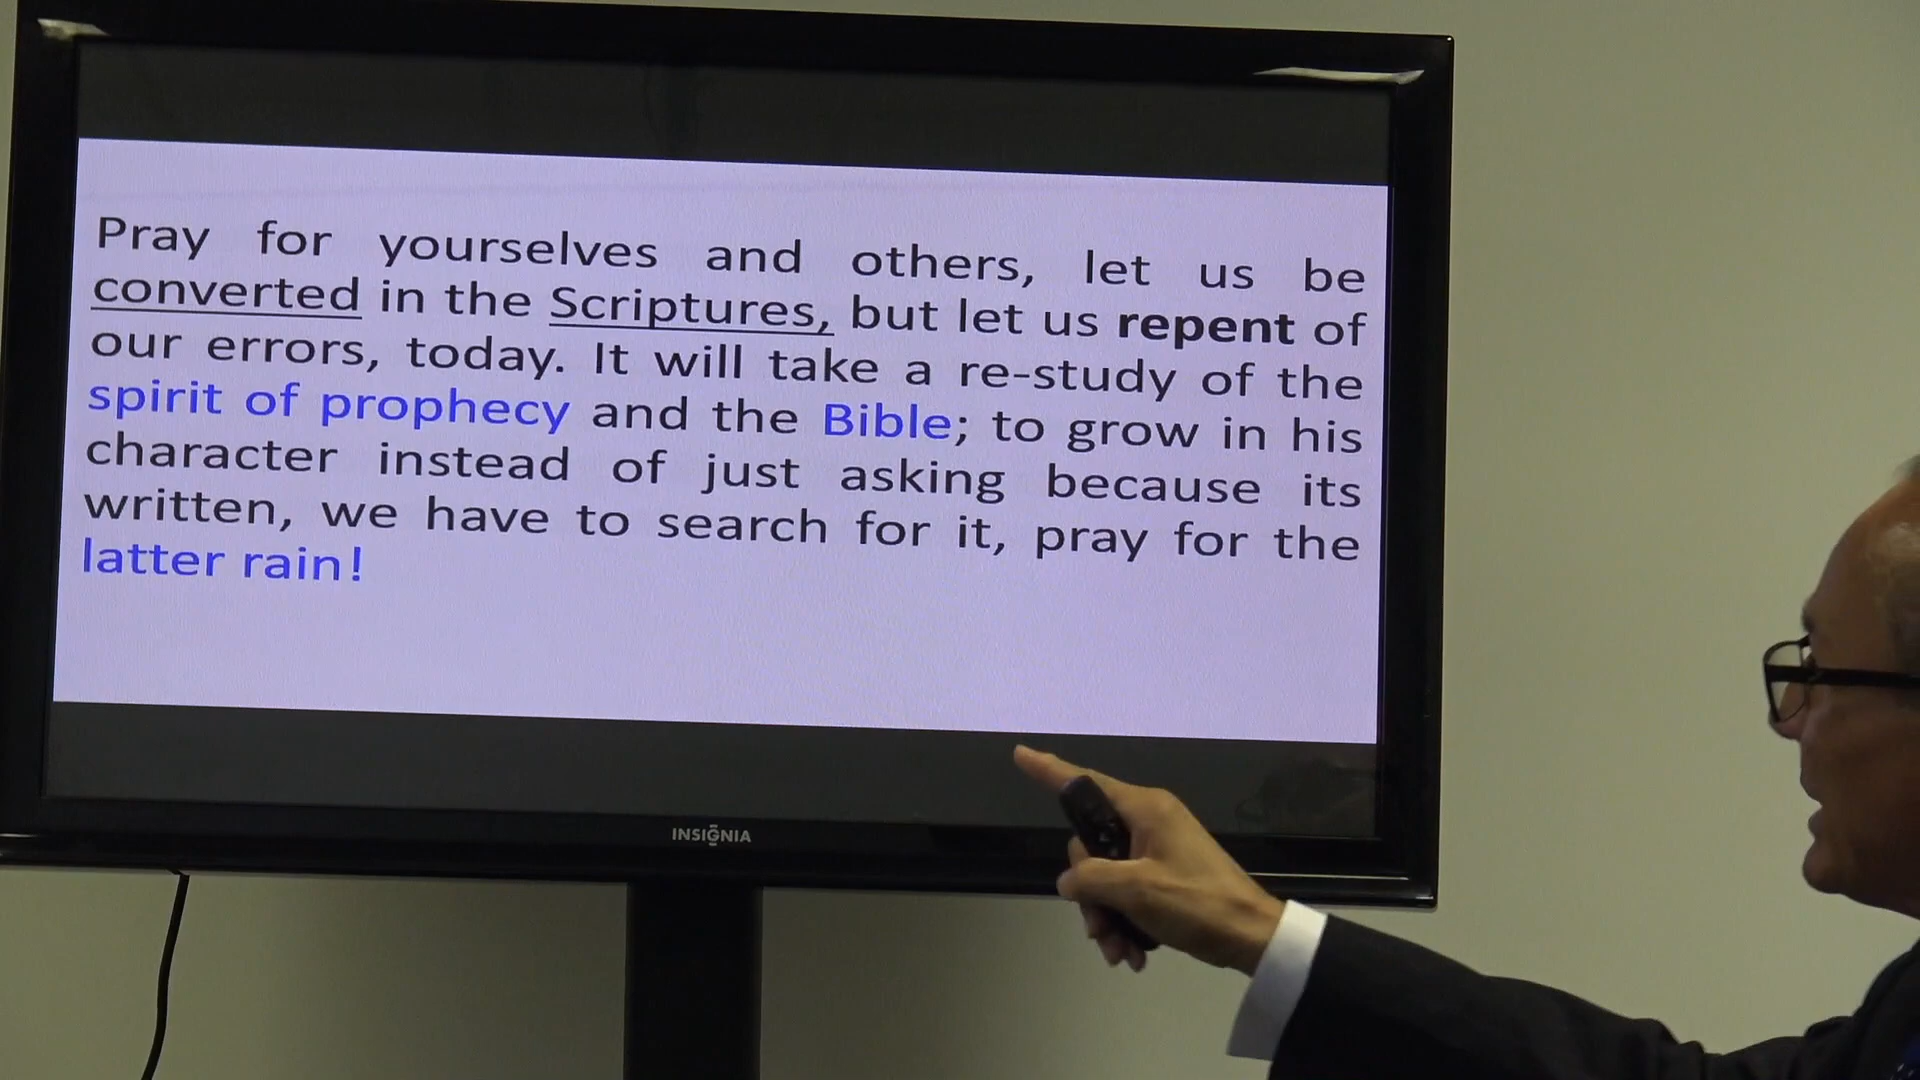 Pray for yourselves and others, let us be
converted in the Scriptures, but let us repent of
our errors, today. It will take a re-study of the
spirit of prophecy and the Bible; to grow in his
character instead of just asking because its
written, we have to search for it, pray for the
latter rain!
INSIGNIA